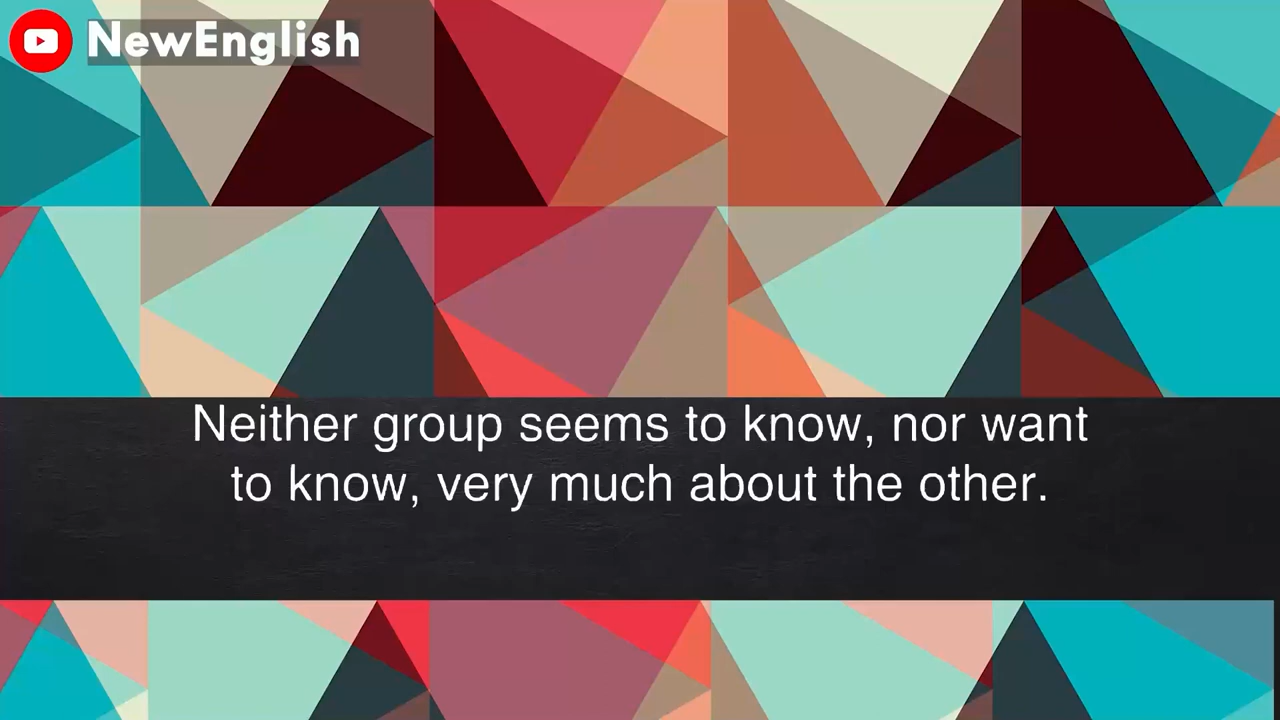 NewEnglish
Neither group seems to know, nor want
to know, very much about the other.